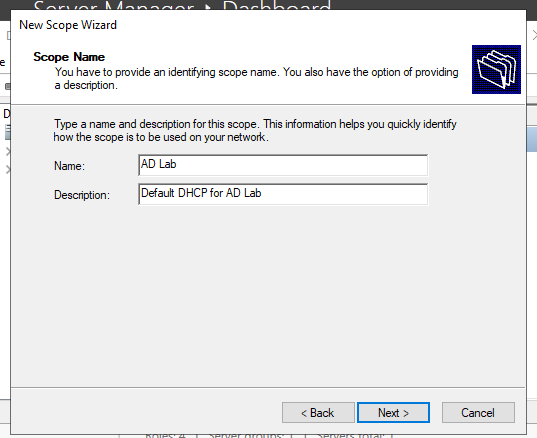 Server Manager ▸ Dashboard
New Scope Wizard
Scope Name
You have to provide an identifying scope name. You also have the option of providing
a description.
Type a name and description for this scope. This information helps you quickly identify
how the scope is to be used on your network.
Name: AD Lab
Description: Default DHCP for AD Lab
< Back Next > Cancel
Roles: 4 | Server groups: 1 | Servers total: 1